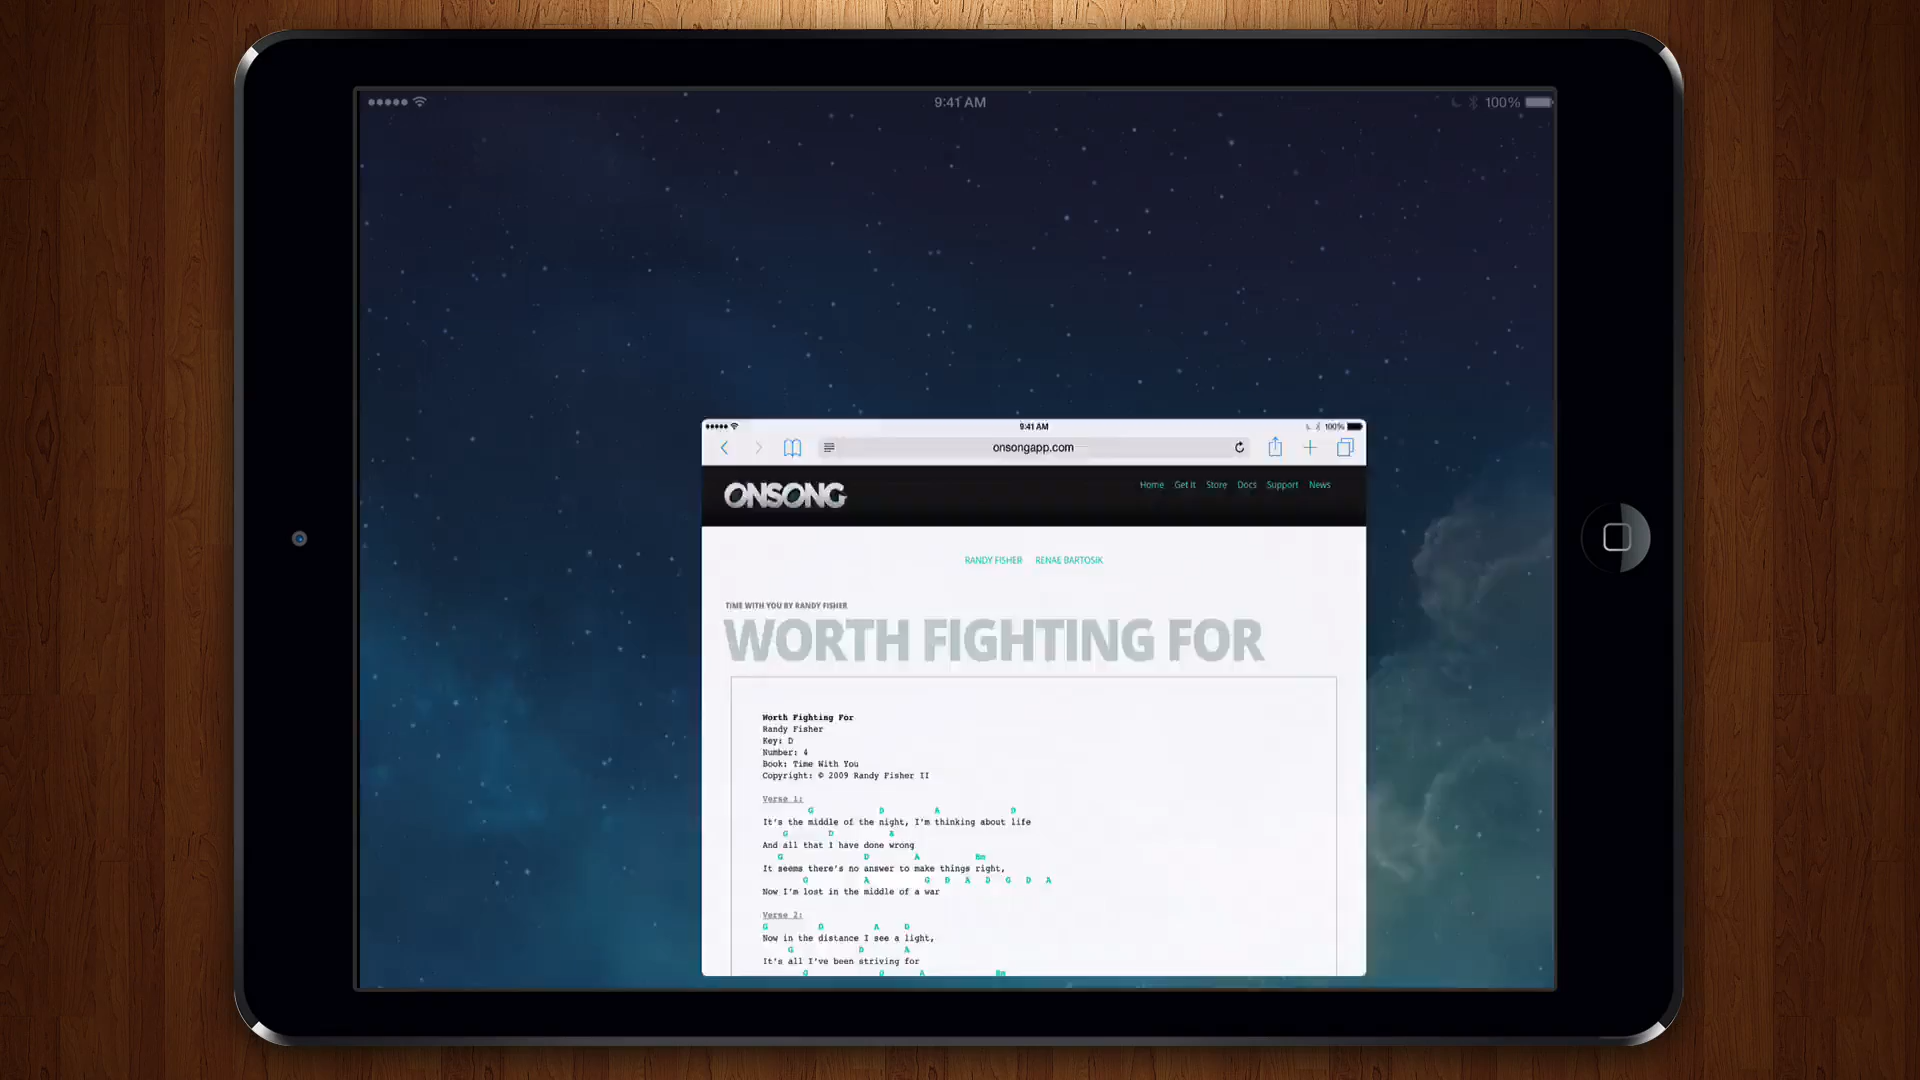 9:41 AM
100%
9:41 AM
100%
onsongapp.com
ONSONG
Home Get it Store Docs Support News
RANDY FISHER RENAE BARTOSIK
TIME WITH YOU BY RANDY FISHER
WORTH FIGHTING FOR
Worth Fighting For
Randy Fisher
Key: D
Number: 4
Book: Time With You
Copyright: © 2009 Randy Fisher II
Verse 1:
G D A D
It's the middle of the night, I'm thinking about life
G D A
And all that I have done wrong
G D A Bm
It seems there's no answer to make things right,
G A G D A D G D A
Now I'm lost in the middle of a war
Verse 2:
G D A D
Now in the distance I see a light,
G D A
It's all I've been striving for
G D A Bm